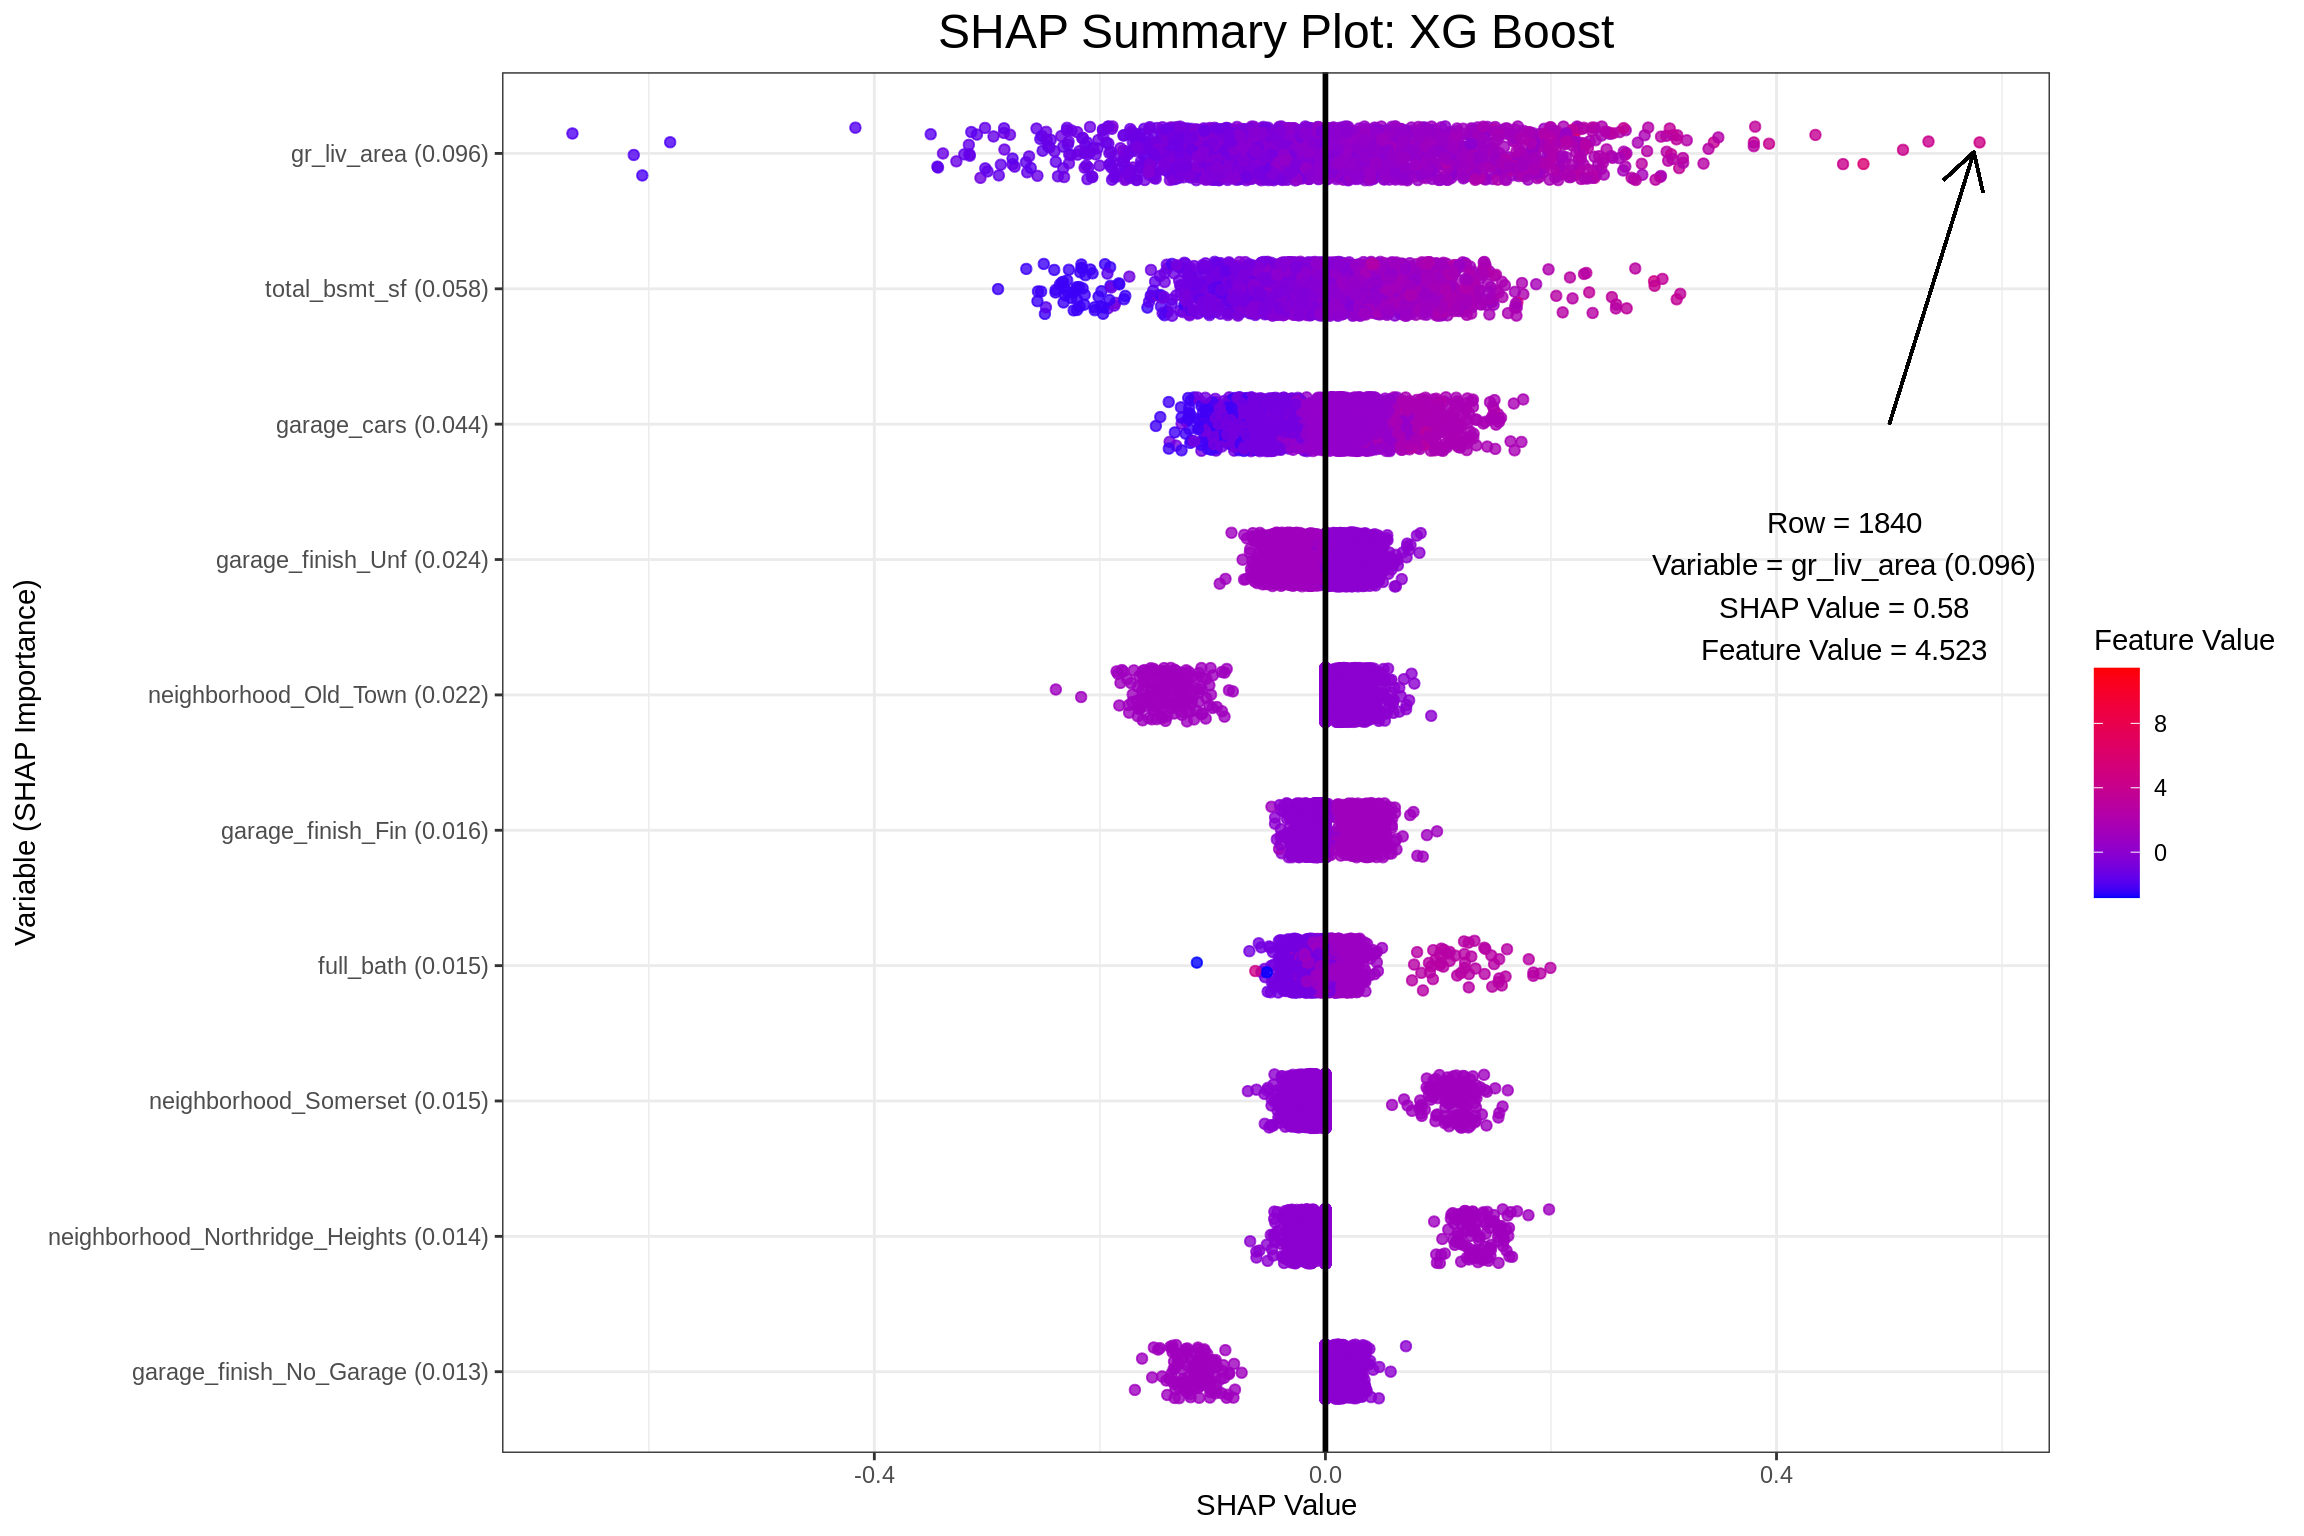 SHAP Summary Plot: XG Boost
Variable (SHAP Importance)
gr_liv_area (0.096)
total_bsmt_sf (0.058)
garage_cars (0.044)
garage_finish_Unf (0.024)
neighborhood_Old_Town (0.022)
garage_finish_Fin (0.016)
full_bath (0.015)
neighborhood_Somerset (0.015)
neighborhood_Northridge_Heights (0.014)
garage_finish_No_Garage (0.013)
Row = 1840
Variable = gr_liv_area (0.096)
SHAP Value = 0.58
Feature Value = 4.523
Feature Value
8
4
0
-0.4
0.0
0.4
SHAP Value